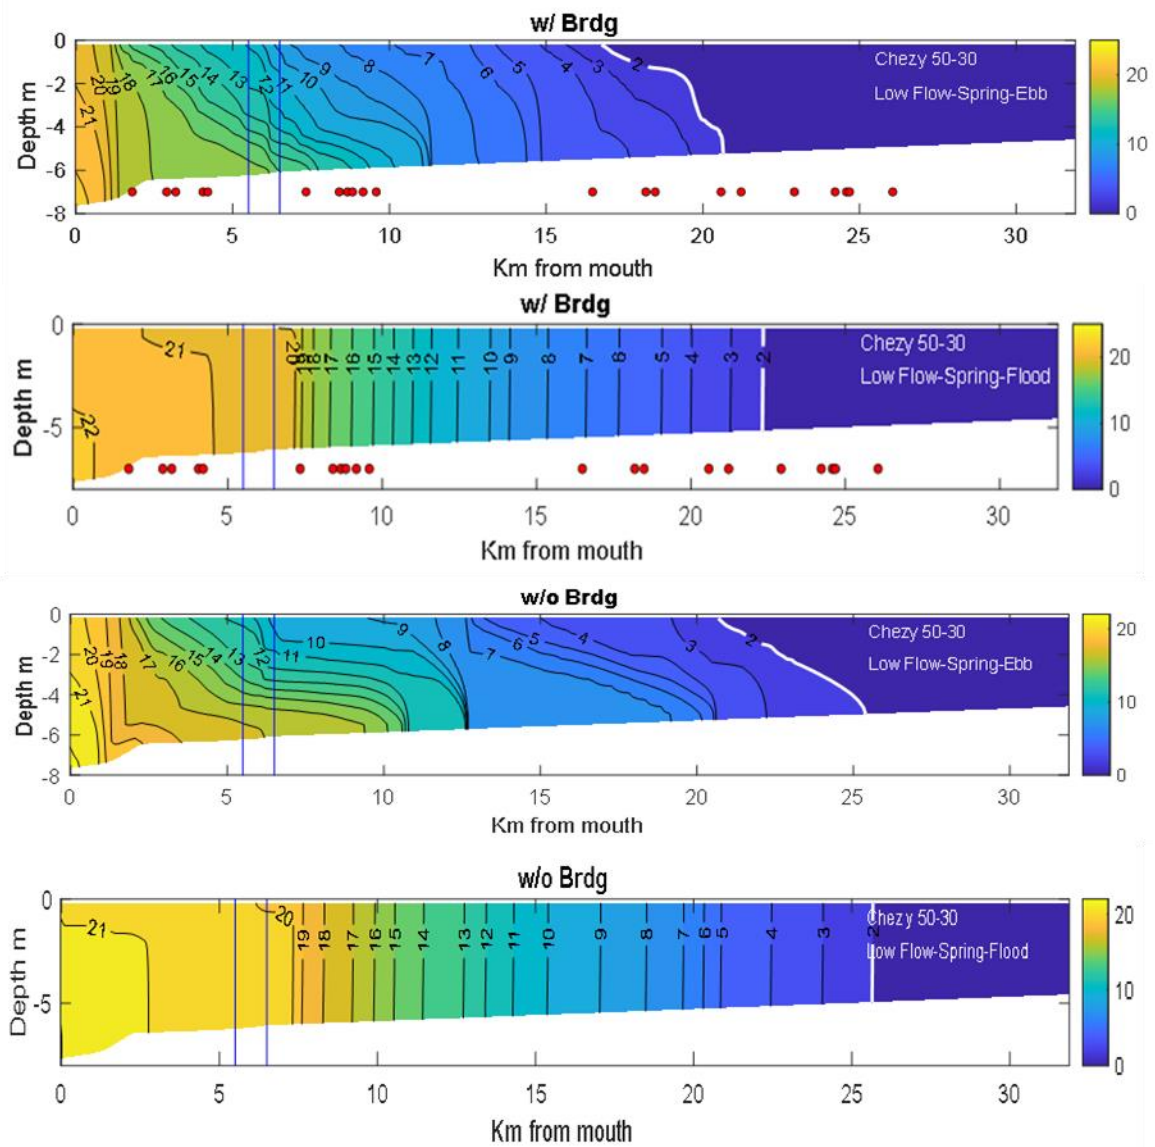 w/ Brdg
0
-2
-4
-6
-8
Depth m
21 20 19 18 17 16 15 14 13 12 11 10 9 8 7 6 5 4 3 2
Chezy 50-30
Low Flow-Spring-Ebb
20
10
0
0 5 10 15 20 25 30
Km from mouth
w/ Brdg
0
-5
Depth m
22 21 20 19 18 17 16 15 14 13 12 11 10 9 8 7 6 5 4 3 2
Chezy 50-30
Low Flow-Spring-Flood
20
10
0
0 5 10 15 20 25 30
Km from mouth
w/o Brdg
0
-2
-4
-6
-8
Depth m
21 20 19 18 17 16 15 14 13 12 11 10 9 8 7 6 5 4 3 2
Chezy 50-30
Low Flow-Spring-Ebb
20
10
0
0 5 10 15 20 25 30
Km from mouth
w/o Brdg
0
-5
Depth m
21 20 19 18 17 16 15 14 13 12 11 10 9 8 7 6 5 4 3 2
Chezy 50-30
Low Flow-Spring-Flood
20
10
0
0 5 10 15 20 25 30
Km from mouth